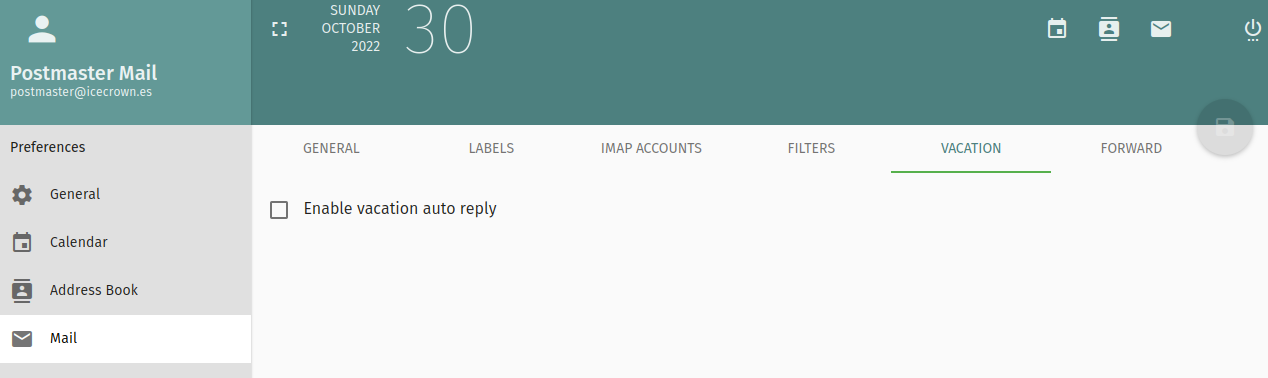 SUNDAY
OCTOBER
2022
30
Postmaster Mail
postmaster@icecrown.es
Preferences
General
Calendar
Address Book
Mail
GENERAL LABELS IMAP ACCOUNTS FILTERS VACATION FORWARD
Enable vacation auto reply